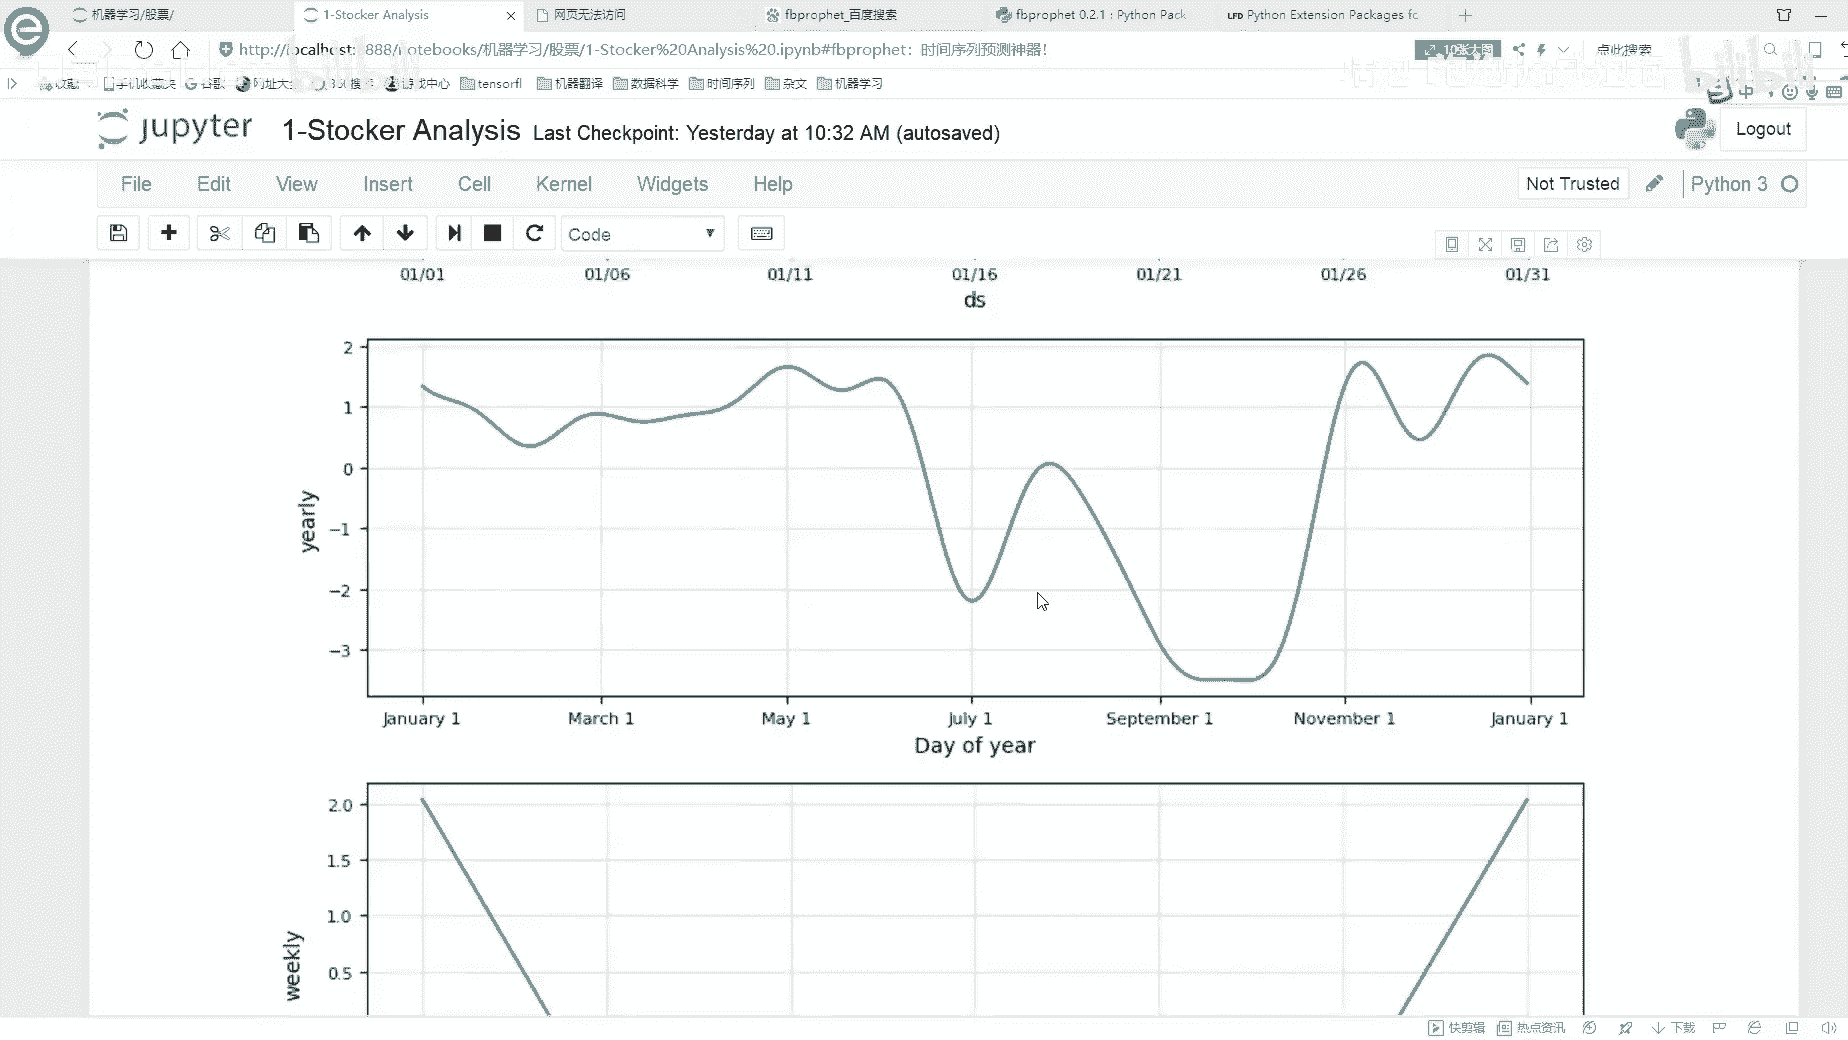 机器学习/股票/
1-Stocker Analysis
网页无法访问
fbprophet_百度搜索
fbprophet 0.2.1 : Python Pack
LFD Python Extension Packages fc
888/notebooks/机器学习/股票/1-Stocker%20Analysis%20.ipynb#fbprophet：时间序列预测神器!
10张大图
点此搜索
收藏
手机收藏夹
谷歌
网址大全
游戏中心
tensorfl
机器翻译
数据科学
时间序列
杂文
机器学习
中
jupyter
1-Stocker Analysis Last Checkpoint: Yesterday at 10:32 AM (autosaved)
Logout
File Edit View Insert Cell Kernel Widgets Help
Not Trusted
Python 3
Code
01/01 01/06 01/11 01/16 01/21 01/26 01/31
ds
2
1
0
−1
−2
−3
yearly
January 1 March 1 May 1 July 1 September 1 November 1 January 1
Day of year
2.0
1.5
1.0
0.5
weekly
快剪辑
热点资讯
下载